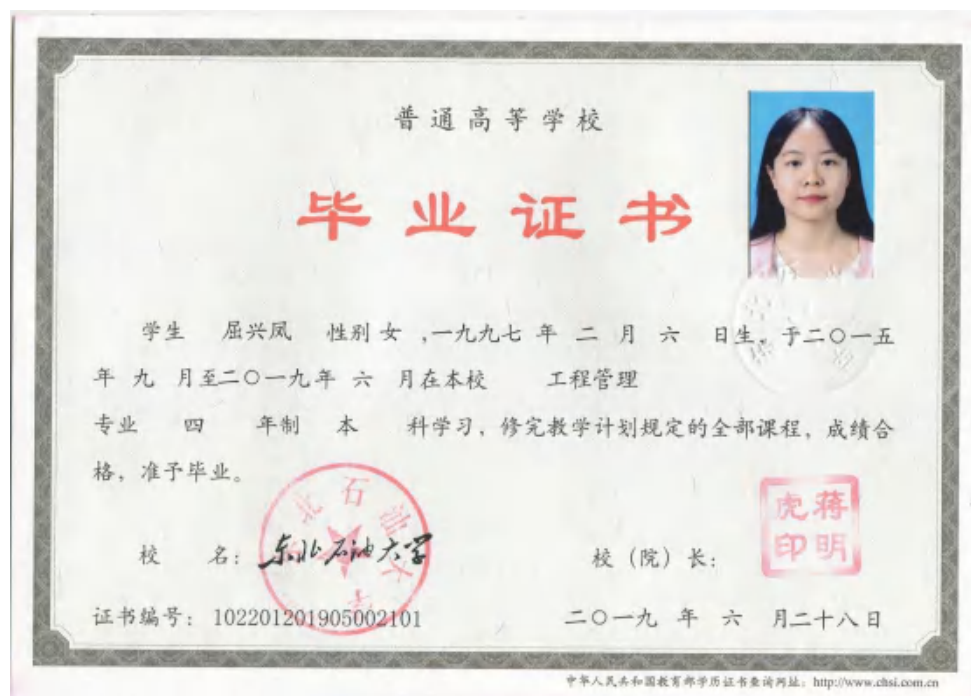 普通高等学校
毕业证书
学生 屈兴凤 性别 女 ,一九九七 年 二 月 六 日生, 于二〇一五
年 九 月至二〇一九年 六 月在本校 工程管理
专业 四 年制 本 科学习, 修完教学计划规定的全部课程, 成绩合
格, 准予毕业。
校 名: 东北石油大学
东北石油大学
校 (院) 长:
蒋明虎印
证书编号: 102201201905002101
二〇一九 年 六 月二十八日
中华人民共和国教育部学历证书查询网址: http://www.chsi.com.cn